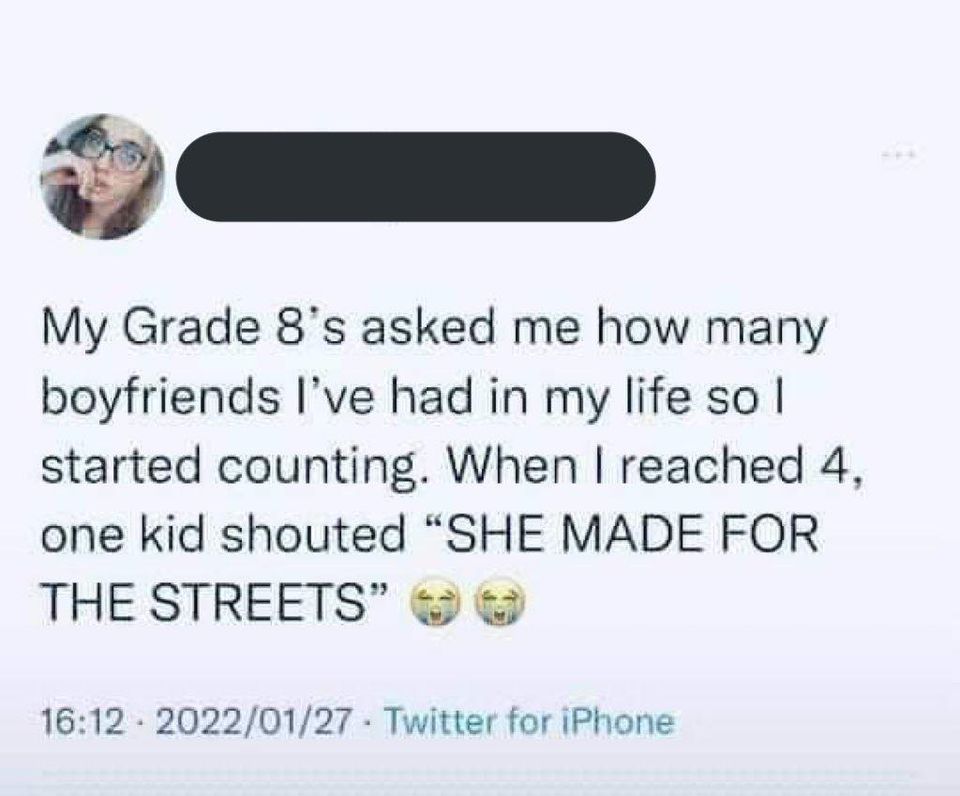 My Grade 8's asked me how many
boyfriends I've had in my life so I
started counting. When I reached 4,
one kid shouted “SHE MADE FOR
THE STREETS” 😭😭
16:12 · 2022/01/27 · Twitter for iPhone